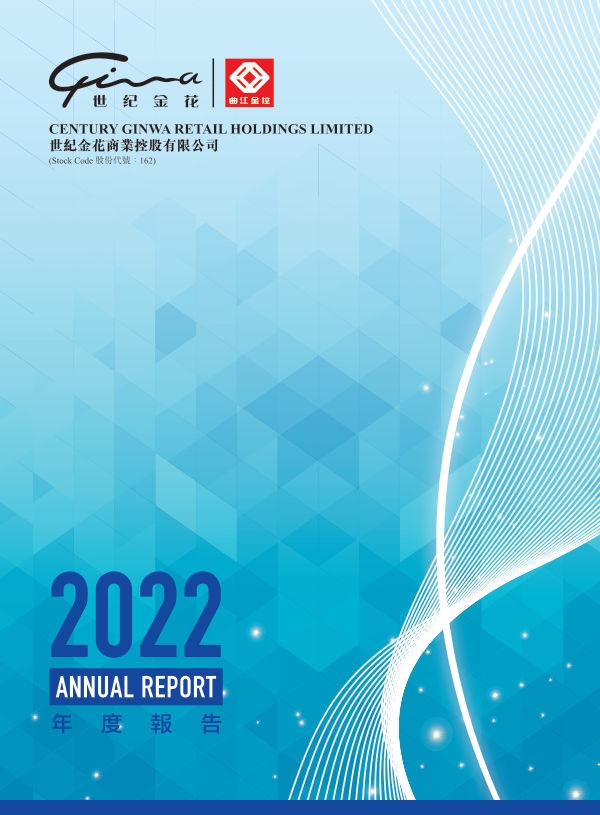 Ginwa
世纪金花
曲江金控
CENTURY GINWA RETAIL HOLDINGS LIMITED
世紀金花商業控股有限公司
(Stock Code 股份代號：162)
2022
ANNUAL REPORT
年度報告